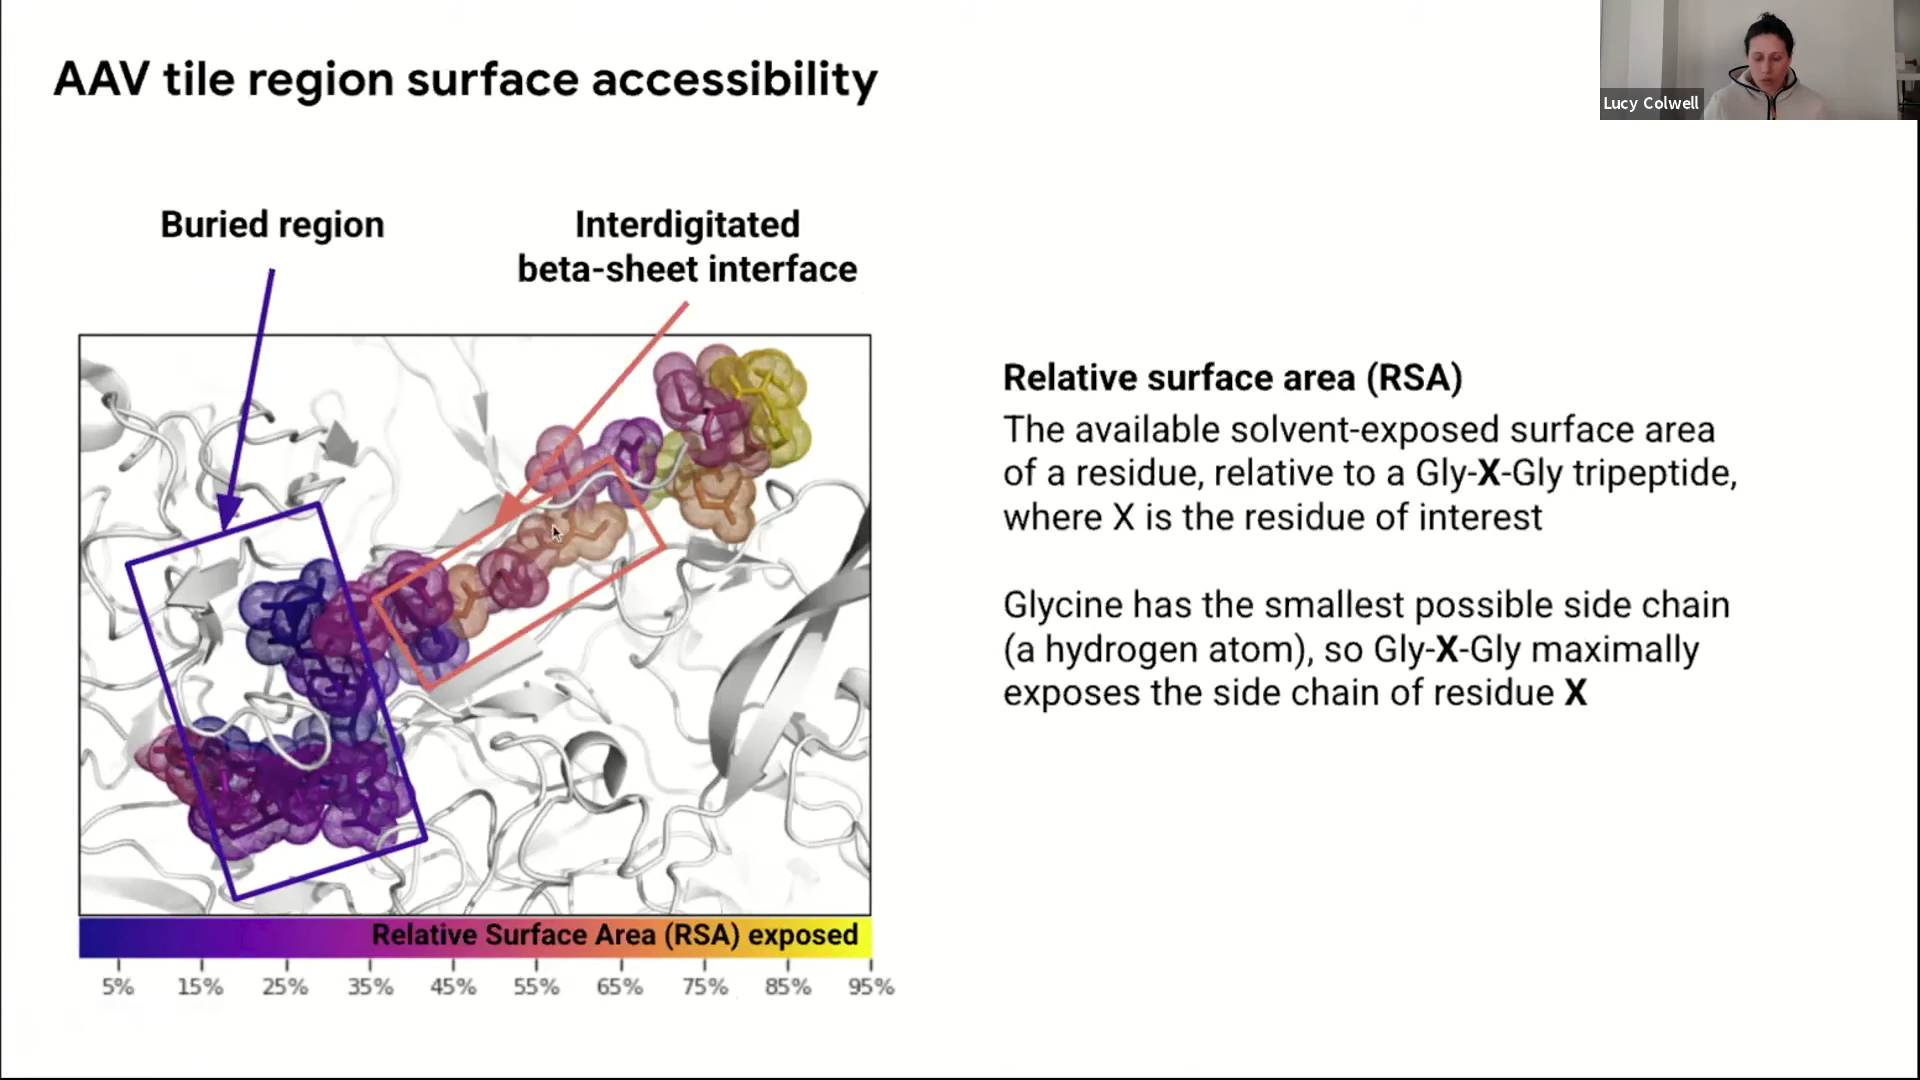 AAV tile region surface accessibility
Lucy Colwell
Buried region
Interdigitated
beta-sheet interface
Relative surface area (RSA)
The available solvent-exposed surface area
of a residue, relative to a Gly-X-Gly tripeptide,
where X is the residue of interest
Glycine has the smallest possible side chain
(a hydrogen atom), so Gly-X-Gly maximally
exposes the side chain of residue X
Relative Surface Area (RSA) exposed
5% 15% 25% 35% 45% 55% 65% 75% 85% 95%